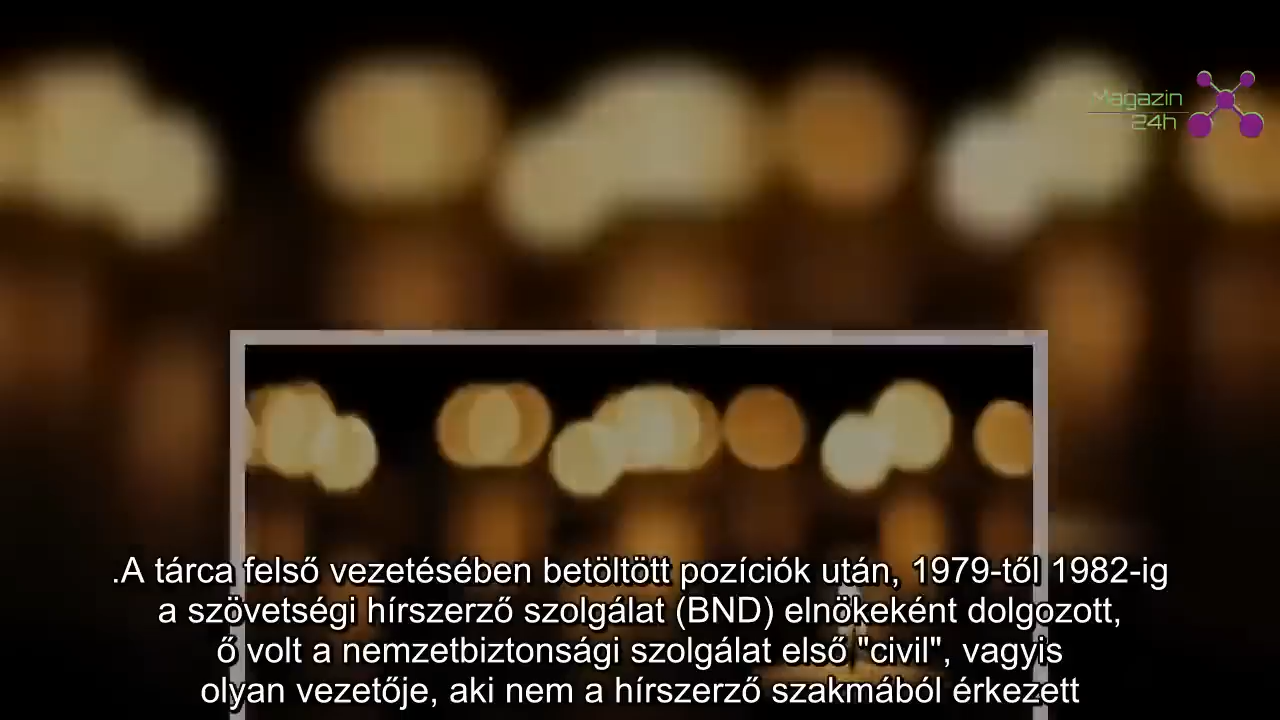 Magazin
24h
.A tárca felső vezetésében betöltött pozíciók után, 1979-től 1982-ig
a szövetségi hírszerző szolgálat (BND) elnökeként dolgozott,
ő volt a nemzetbiztonsági szolgálat első "civil", vagyis
olyan vezetője, aki nem a hírszerző szakmából érkezett